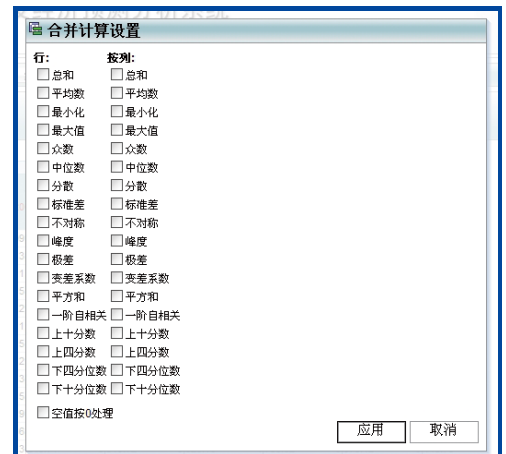 合并计算设置
行: 按列:
总和 总和
平均数 平均数
最小化 最小化
最大值 最大值
众数 众数
中位数 中位数
分散 分散
标准差 标准差
不对称 不对称
峰度 峰度
极差 极差
变差系数 变差系数
平方和 平方和
一阶自相关 一阶自相关
上十分数 上十分数
上四分数 上四分数
下四分位数 下四分位数
下十分位数 下十分位数
空值按0处理
应用 取消